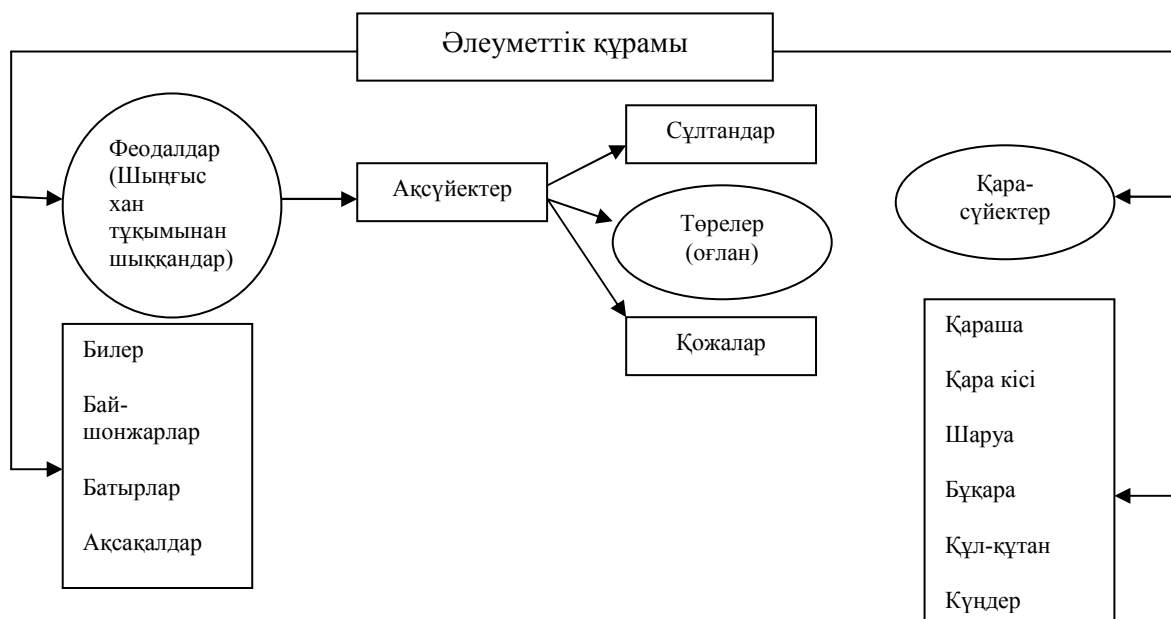 Әлеуметтік құрамы
Феодалдар
(Шыңғыс
хан
тұқымынан
шыққандар)
Ақсүйектер
Сұлтандар
Төрелер
(оғлан)
Қожалар
Қара-
сүйектер
Билер
Бай-
шонжарлар
Батырлар
Ақсақалдар
Қараша
Қара кісі
Шаруа
Бұқара
Құл-құтан
Күңдер